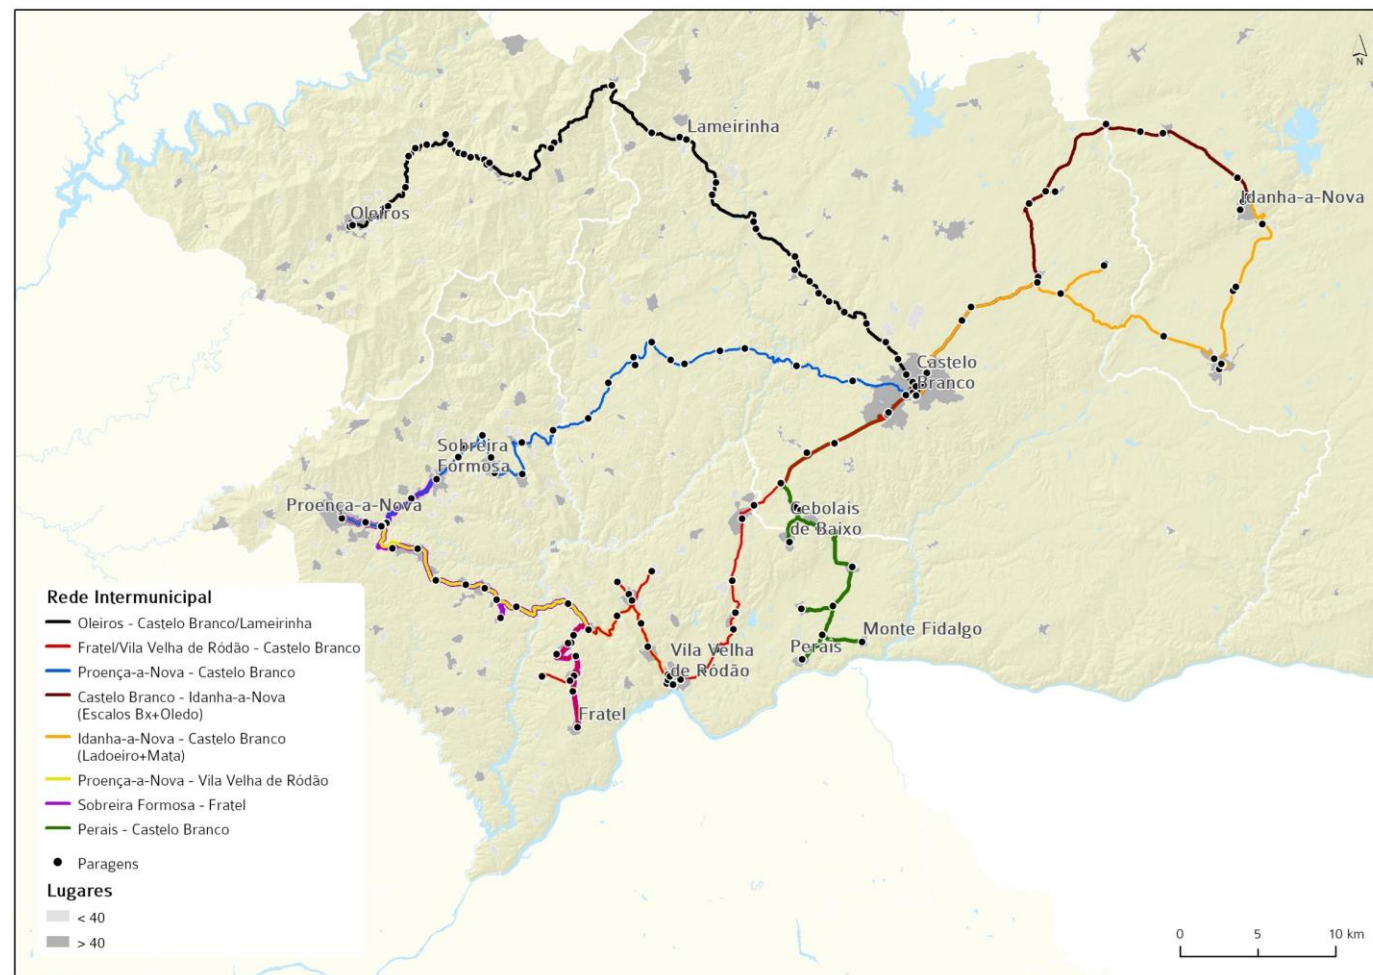 N
Lameirinha
Oleiros
Idanha-a-Nova
Castelo
Branco
Sobreira
Formosa
Proença-a-Nova
Cebolais
de Baixo
Monte Fidalgo
Perais
Vila Velha
de Ródão
Fratel
Rede Intermunicipal
Oleiros - Castelo Branco/Lameirinha
Fratel/Vila Velha de Ródão - Castelo Branco
Proença-a-Nova - Castelo Branco
Castelo Branco - Idanha-a-Nova
(Escalos Bx+Oledo)
Idanha-a-Nova - Castelo Branco
(Ladoeiro+Mata)
Proença-a-Nova - Vila Velha de Ródão
Sobreira Formosa - Fratel
Perais - Castelo Branco
Paragens
Lugares
< 40
> 40
0 5 10 km